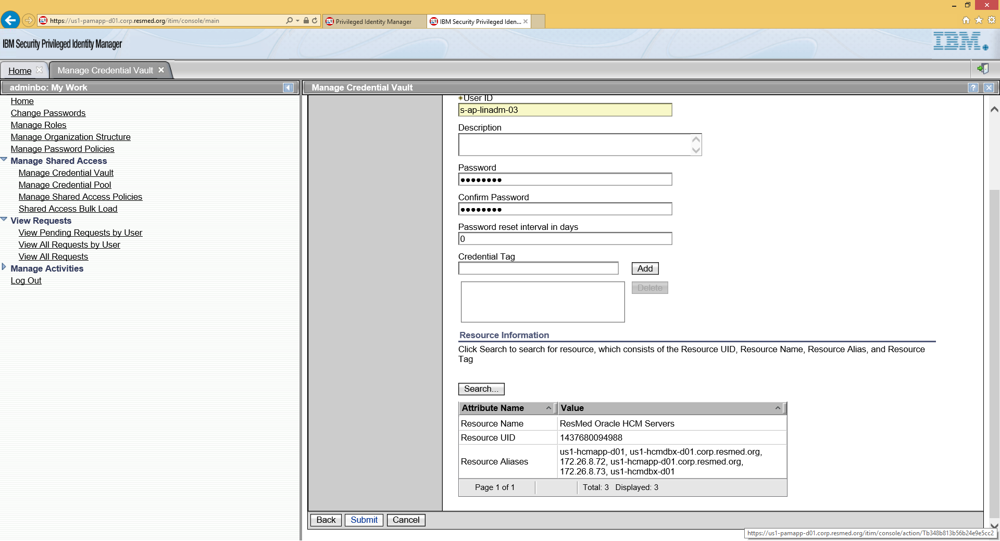 https://us1-pamapp-d01.corp.resmed.org/itim/console/main
Privileged Identity Manager
IBM Security Privileged Iden...
IBM Security Privileged Identity Manager
IBM
Home
Manage Credential Vault
adminbo: My Work
Manage Credential Vault
Home
Change Passwords
Manage Roles
Manage Organization Structure
Manage Password Policies
Manage Shared Access
Manage Credential Vault
Manage Credential Pool
Manage Shared Access Policies
Shared Access Bulk Load
View Requests
View Pending Requests by User
View All Requests by User
View All Requests
Manage Activities
Log Out
User ID
s-ap-linadm-03
Description
Password
Confirm Password
Password reset interval in days
0
Credential Tag
Add
Delete
Resource Information
Click Search to search for resource, which consists of the Resource UID, Resource Name, Resource Alias, and Resource
Tag
Search...
Attribute Name Value
Resource Name ResMed Oracle HCM Servers
Resource UID 1437680094988
Resource Aliases us1-hcmapp-d01, us1-hcmdbx-d01.corp.resmed.org,
172.26.8.72, us1-hcmapp-d01.corp.resmed.org,
172.26.8.73, us1-hcmdbx-d01
Page 1 of 1 Total: 3 Displayed: 3
Back Submit Cancel
https://us1-pamapp-d01.corp.resmed.org/itim/console/action/Tb348b813b56b24e9e5cc2